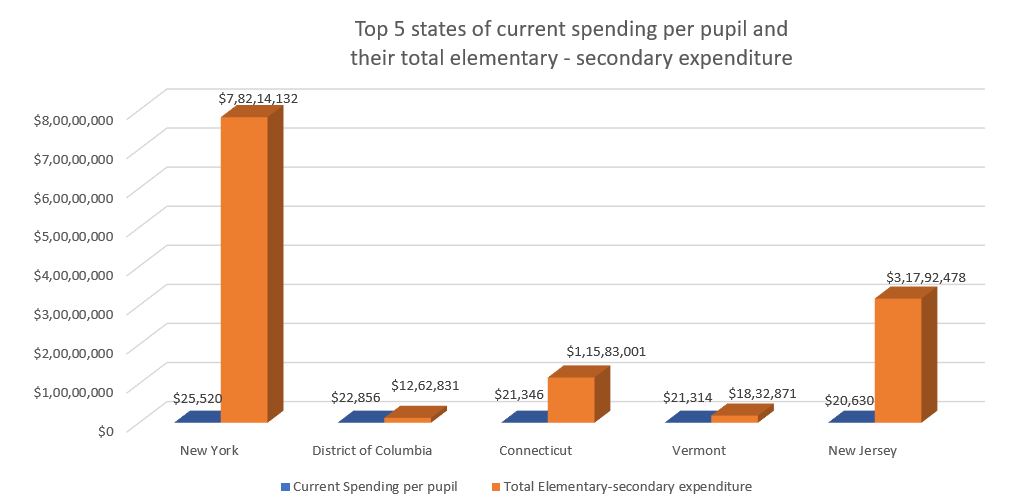 Top 5 states of current spending per pupil and
their total elementary - secondary expenditure
$8,00,00,000
$7,00,00,000
$6,00,00,000
$5,00,00,000
$4,00,00,000
$3,00,00,000
$2,00,00,000
$1,00,00,000
$0
$25,520
$7,82,14,132
$22,856
$12,62,831
$21,346
$1,15,83,001
$21,314
$18,32,871
$20,630
$3,17,92,478
New York
District of Columbia
Connecticut
Vermont
New Jersey
Current Spending per pupil
Total Elementary-secondary expenditure